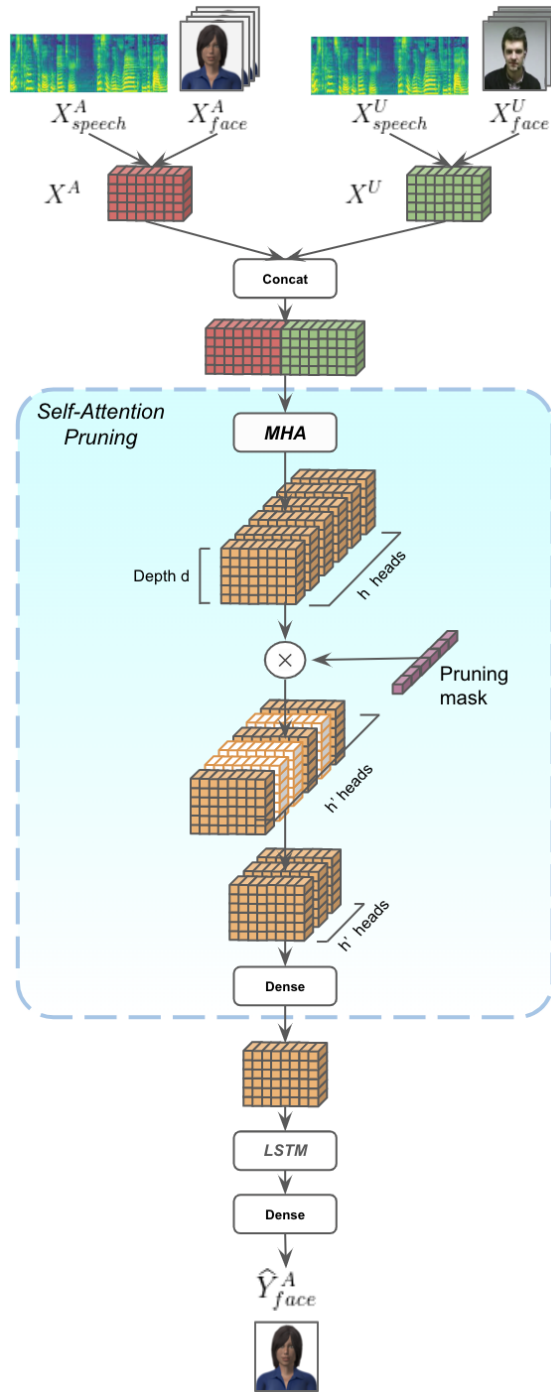 X^A_speech X^A_face X^U_speech X^U_face
X^A X^U
Concat
Self-Attention
Pruning
MHA
Depth d
h heads
×
Pruning
mask
h' heads
h' heads
Dense
LSTM
Dense
Ŷ^A_face